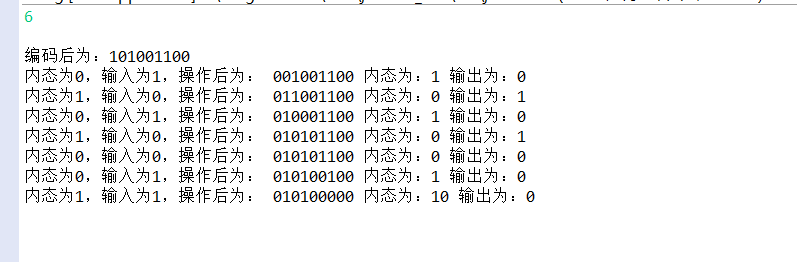 6
编码后为：101001100
内态为0，输入为1，操作后为： 001001100 内态为：1 输出为：0
内态为1，输入为0，操作后为： 011001100 内态为：0 输出为：1
内态为0，输入为1，操作后为： 010001100 内态为：1 输出为：0
内态为1，输入为0，操作后为： 010101100 内态为：0 输出为：1
内态为0，输入为0，操作后为： 010101100 内态为：0 输出为：0
内态为0，输入为1，操作后为： 010100100 内态为：1 输出为：0
内态为1，输入为1，操作后为： 010100000 内态为：10 输出为：0